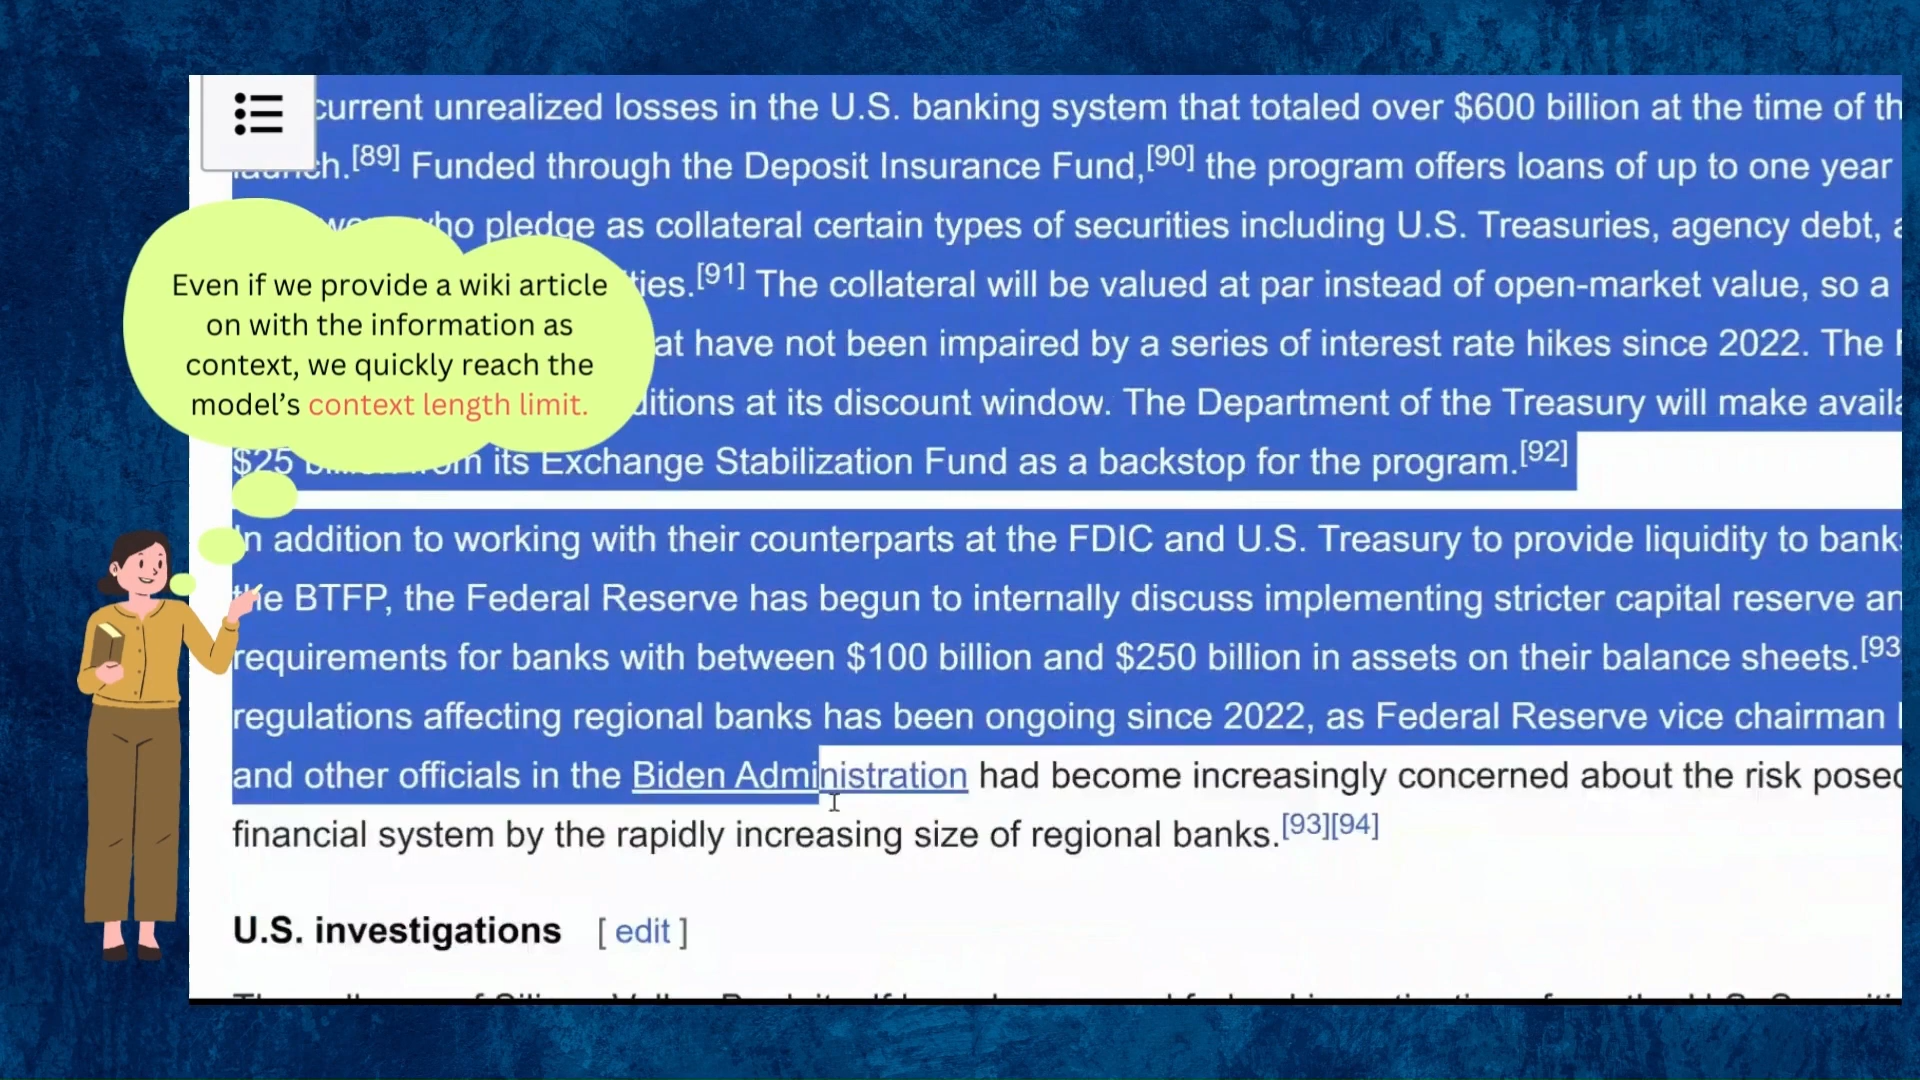 current unrealized losses in the U.S. banking system that totaled over $600 billion at the time of
launch.[89] Funded through the Deposit Insurance Fund,[90] the program offers loans of up to one year
who pledge as collateral certain types of securities including U.S. Treasuries, agency debt,
Even if we provide a wiki article
on with the information as
context, we quickly reach the
model’s context length limit.
[91] The collateral will be valued at par instead of open-market value, so a
have not been impaired by a series of interest rate hikes since 2022. The
at its discount window. The Department of the Treasury will make
$25 from its Exchange Stabilization Fund as a backstop for the program.[92]
In addition to working with their counterparts at the FDIC and U.S. Treasury to provide liquidity to
the BTFP, the Federal Reserve has begun to internally discuss implementing stricter capital reserve
requirements for banks with between $100 billion and $250 billion in assets on their balance sheets.[93
regulations affecting regional banks has been ongoing since 2022, as Federal Reserve vice chairman
and other officials in the Biden Administration had become increasingly concerned about the risk posed
financial system by the rapidly increasing size of regional banks.[93][94]
U.S. investigations [ edit ]